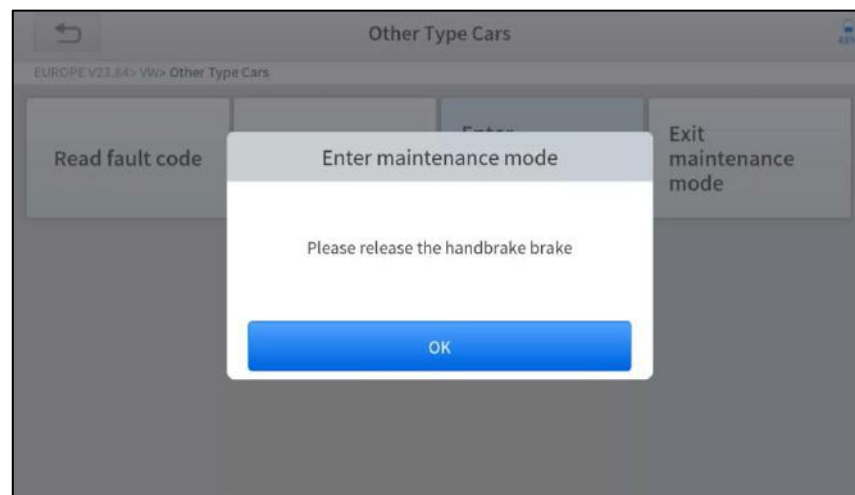 Other Type Cars
EUROPE V23.84> VW> Other Type Cars
Read fault code
Exit
maintenance
mode
Enter maintenance mode
Please release the handbrake brake
OK